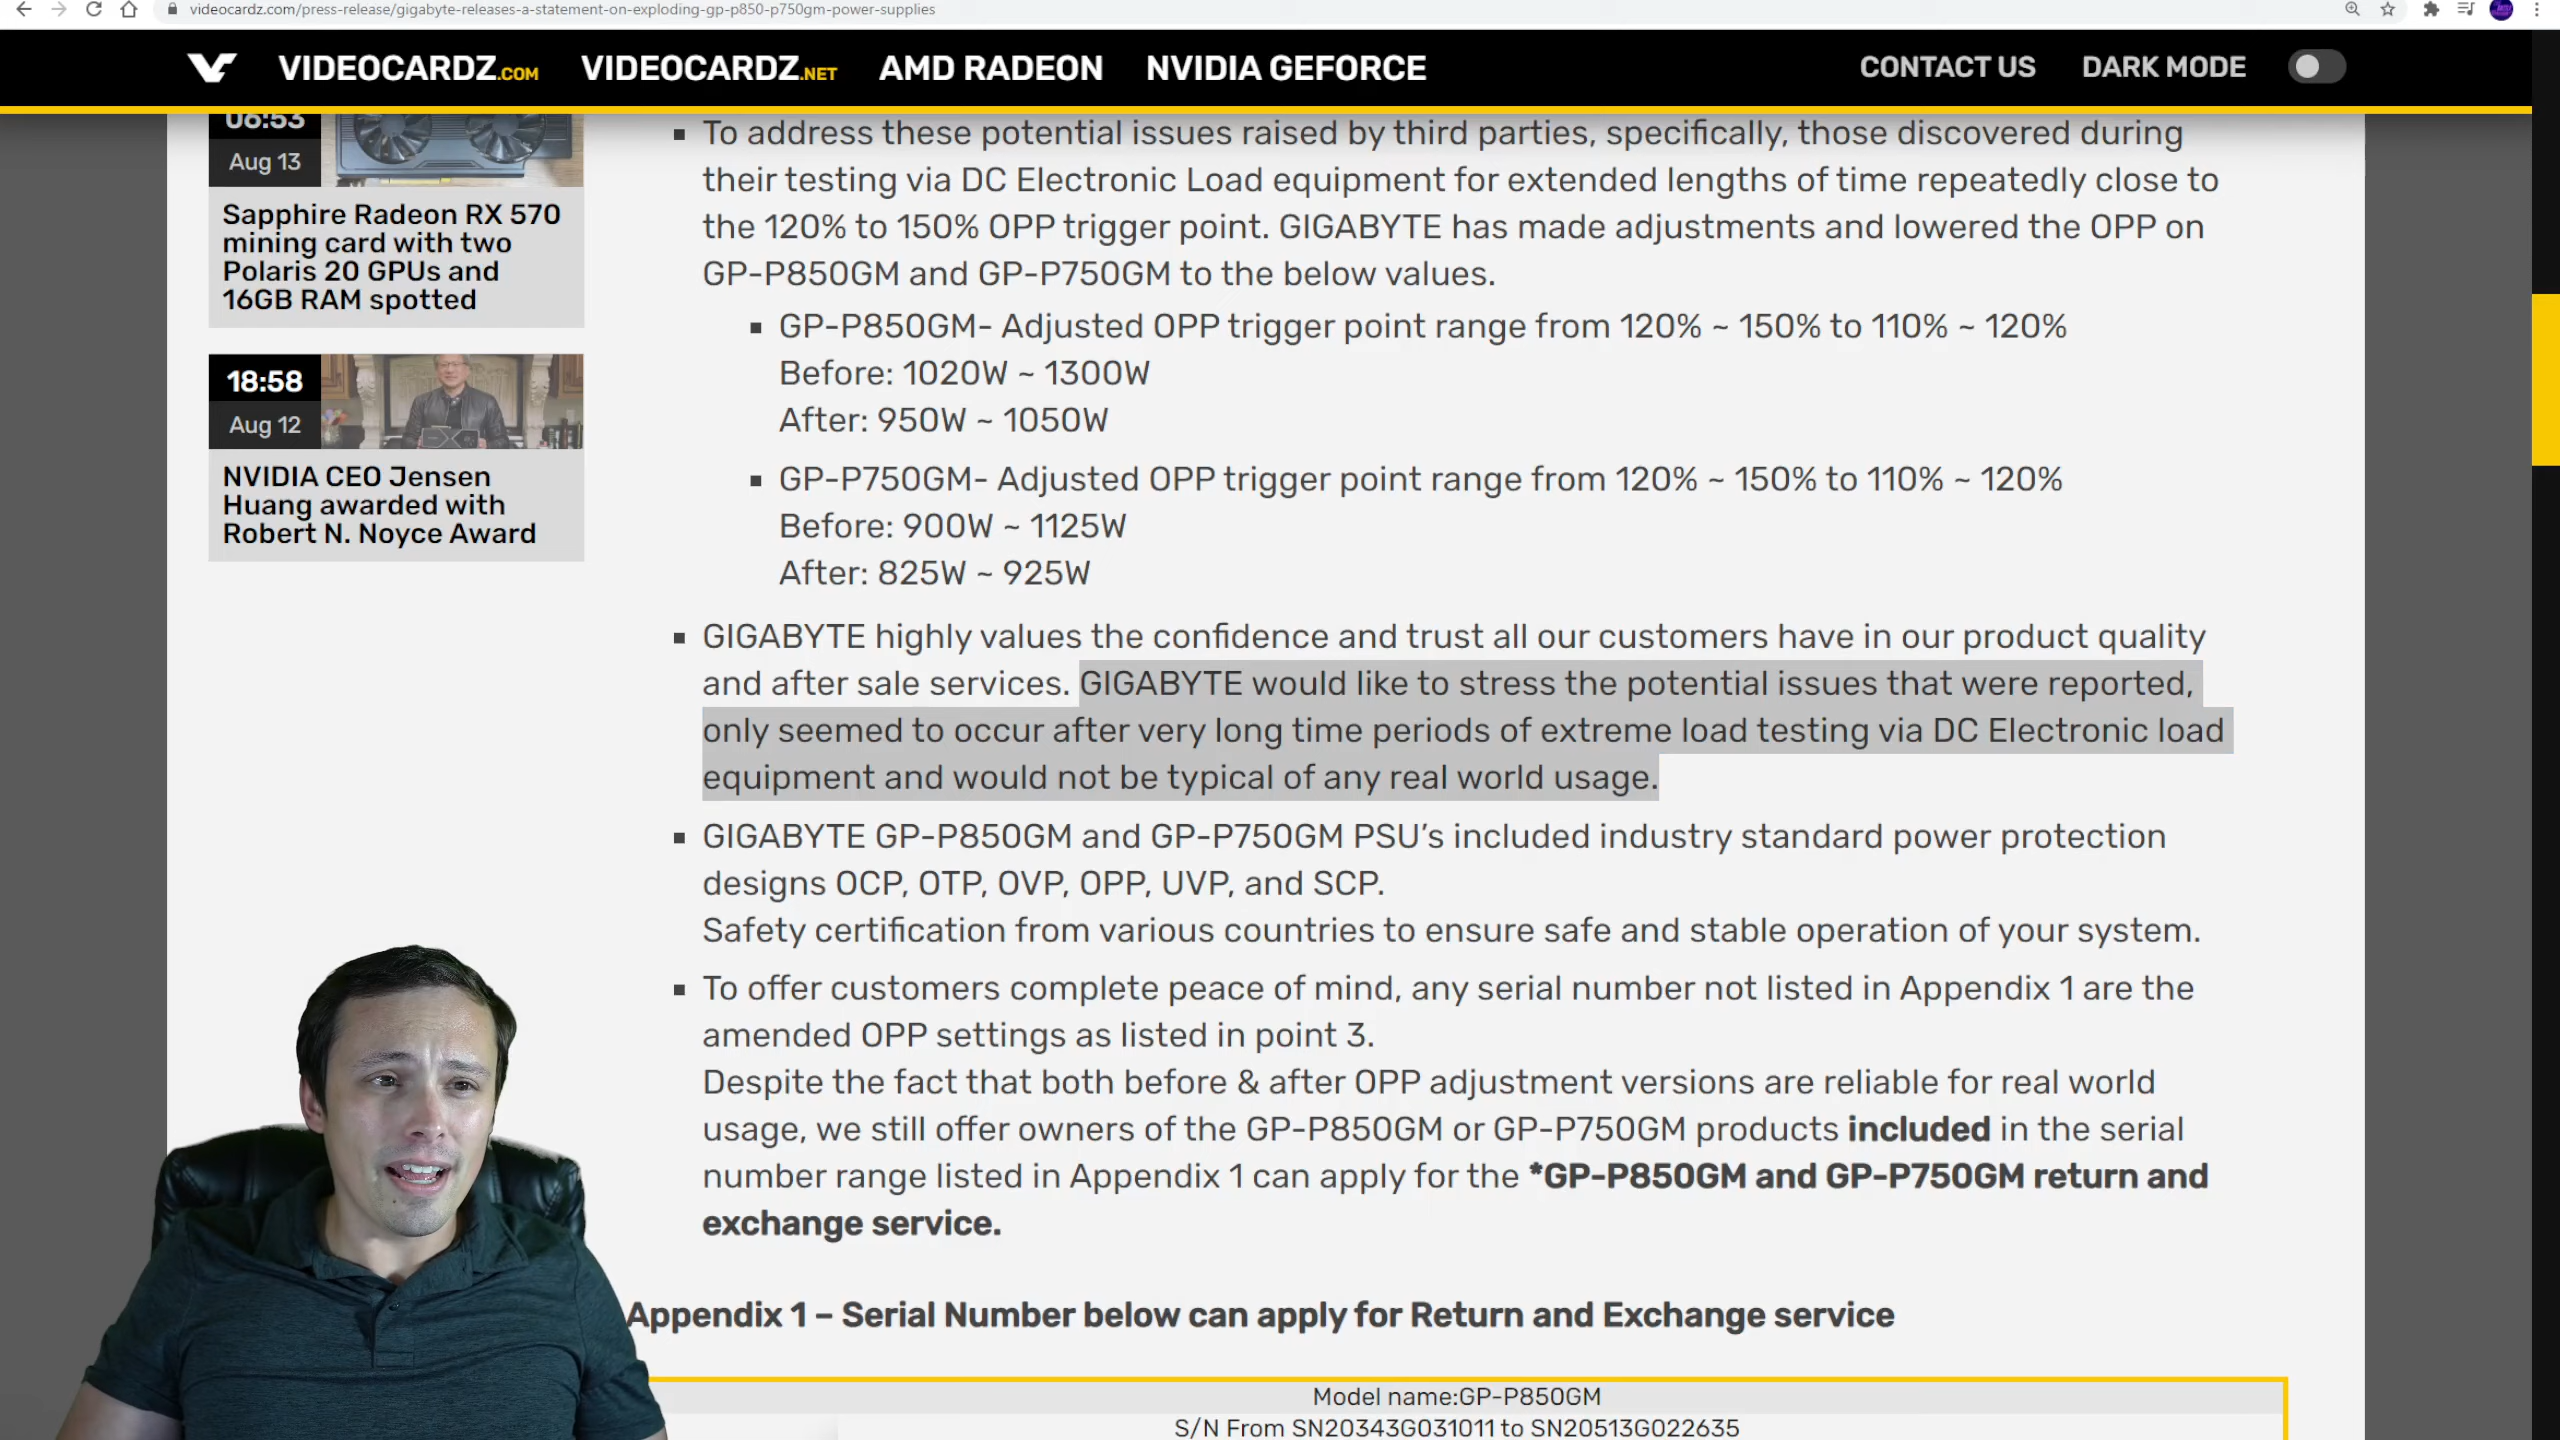 videocardz.com/press-release/gigabyte-releases-a-statement-on-exploding-gp-p850-p750gm-power-supplies
VIDEOCARDZ.COM VIDEOCARDZ.NET AMD RADEON NVIDIA GEFORCE CONTACT US DARK MODE
06:53
Aug 13
Sapphire Radeon RX 570
mining card with two
Polaris 20 GPUs and
16GB RAM spotted
18:58
Aug 12
NVIDIA CEO Jensen
Huang awarded with
Robert N. Noyce Award
▪ To address these potential issues raised by third parties, specifically, those discovered during
their testing via DC Electronic Load equipment for extended lengths of time repeatedly close to
the 120% to 150% OPP trigger point. GIGABYTE has made adjustments and lowered the OPP on
GP-P850GM and GP-P750GM to the below values.
▪ GP-P850GM- Adjusted OPP trigger point range from 120% ~ 150% to 110% ~ 120%
Before: 1020W ~ 1300W
After: 950W ~ 1050W
▪ GP-P750GM- Adjusted OPP trigger point range from 120% ~ 150% to 110% ~ 120%
Before: 900W ~ 1125W
After: 825W ~ 925W
▪ GIGABYTE highly values the confidence and trust all our customers have in our product quality
and after sale services. GIGABYTE would like to stress the potential issues that were reported,
only seemed to occur after very long time periods of extreme load testing via DC Electronic load
equipment and would not be typical of any real world usage.
▪ GIGABYTE GP-P850GM and GP-P750GM PSU’s included industry standard power protection
designs OCP, OTP, OVP, OPP, UVP, and SCP.
Safety certification from various countries to ensure safe and stable operation of your system.
▪ To offer customers complete peace of mind, any serial number not listed in Appendix 1 are the
amended OPP settings as listed in point 3.
Despite the fact that both before & after OPP adjustment versions are reliable for real world
usage, we still offer owners of the GP-P850GM or GP-P750GM products included in the serial
number range listed in Appendix 1 can apply for the *GP-P850GM and GP-P750GM return and
exchange service.
Appendix 1 – Serial Number below can apply for Return and Exchange service
Model name:GP-P850GM
S/N From SN20343G031011 to SN20513G022635